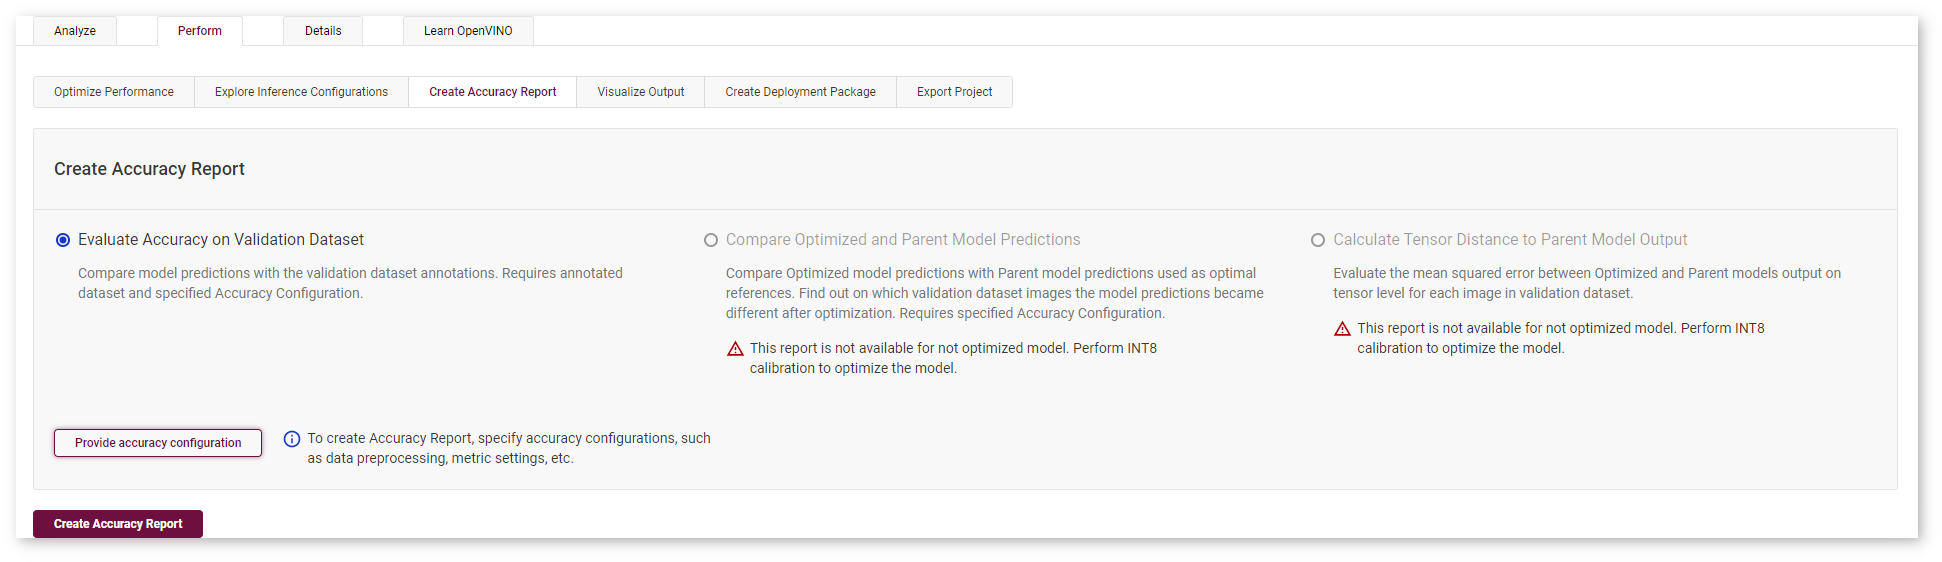 Analyze
Perform
Details
Learn OpenVINO
Optimize Performance
Explore Inference Configurations
Create Accuracy Report
Visualize Output
Create Deployment Package
Export Project
Create Accuracy Report
Evaluate Accuracy on Validation Dataset
Compare model predictions with the validation dataset annotations. Requires annotated
dataset and specified Accuracy Configuration.
Compare Optimized and Parent Model Predictions
Compare Optimized model predictions with Parent model predictions used as optimal
references. Find out on which validation dataset images the model predictions became
different after optimization. Requires specified Accuracy Configuration.
This report is not available for not optimized model. Perform INT8
calibration to optimize the model.
Calculate Tensor Distance to Parent Model Output
Evaluate the mean squared error between Optimized and Parent models output on
tensor level for each image in validation dataset.
This report is not available for not optimized model. Perform INT8
calibration to optimize the model.
Provide accuracy configuration
To create Accuracy Report, specify accuracy configurations, such
as data preprocessing, metric settings, etc.
Create Accuracy Report